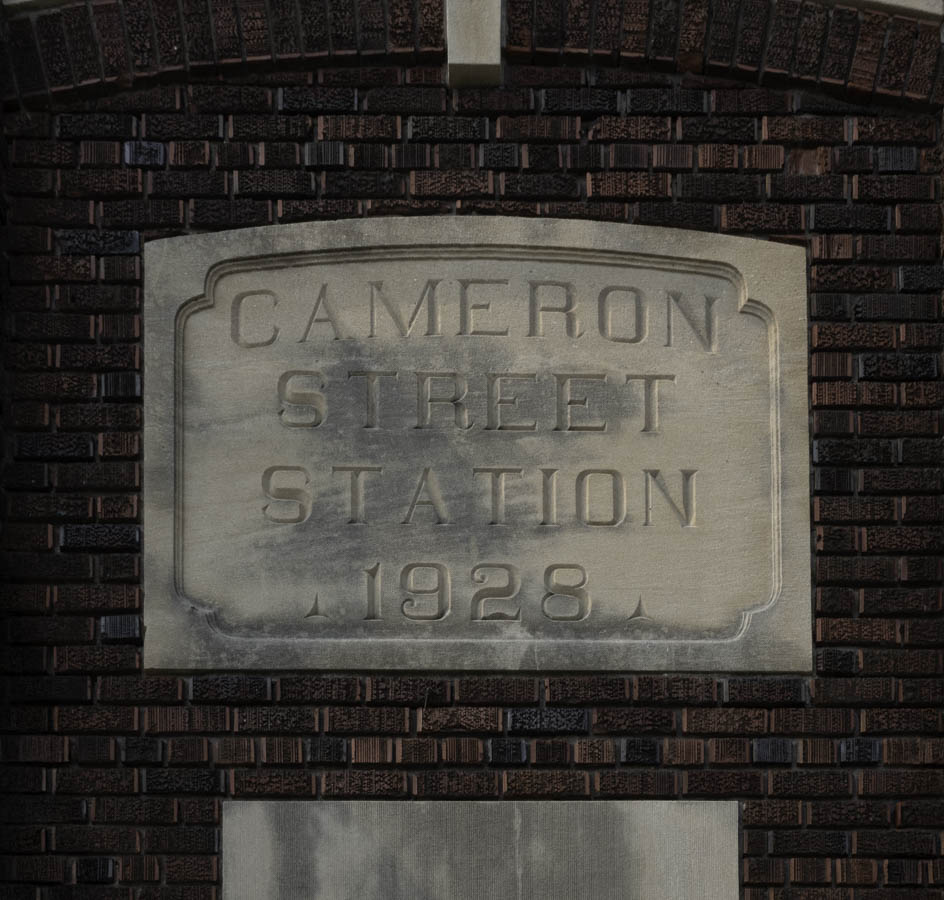 CAMERON
STREET
STATION
1928